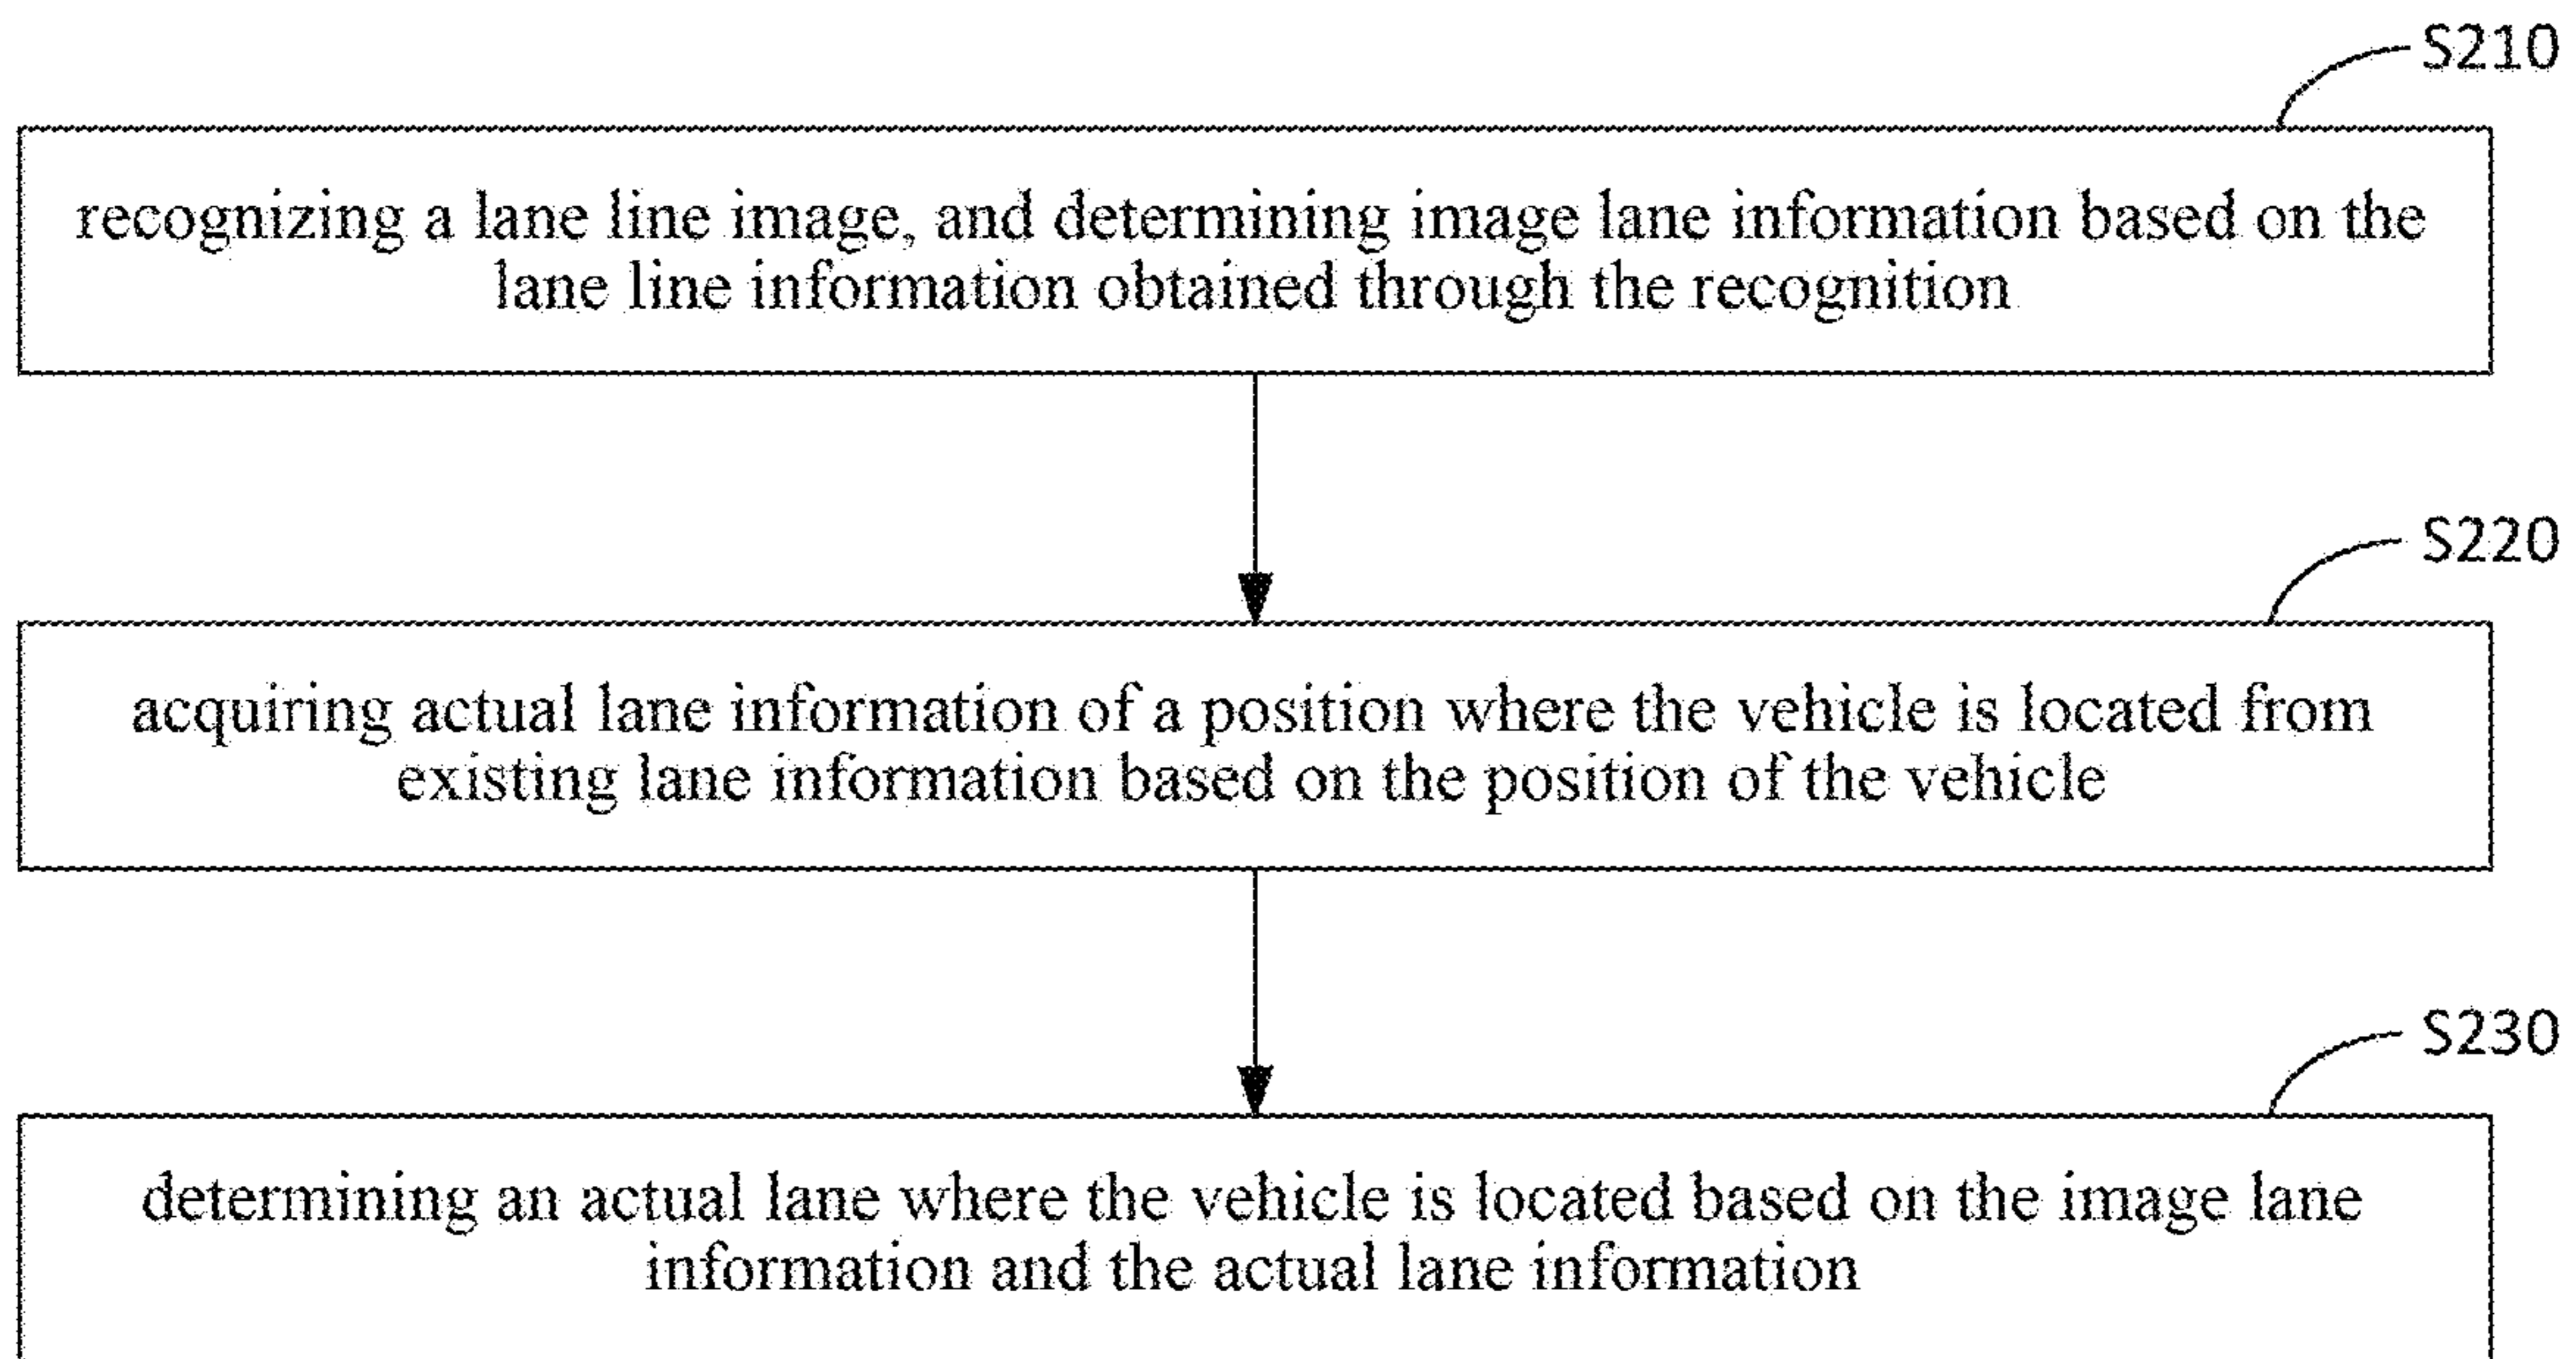 S210
recognizing a lane line image, and determining image lane information based on the
lane line information obtained through the recognition
S220
acquiring actual lane information of a position where the vehicle is located from
existing lane information based on the position of the vehicle
S230
determining an actual lane where the vehicle is located based on the image lane
information and the actual lane information